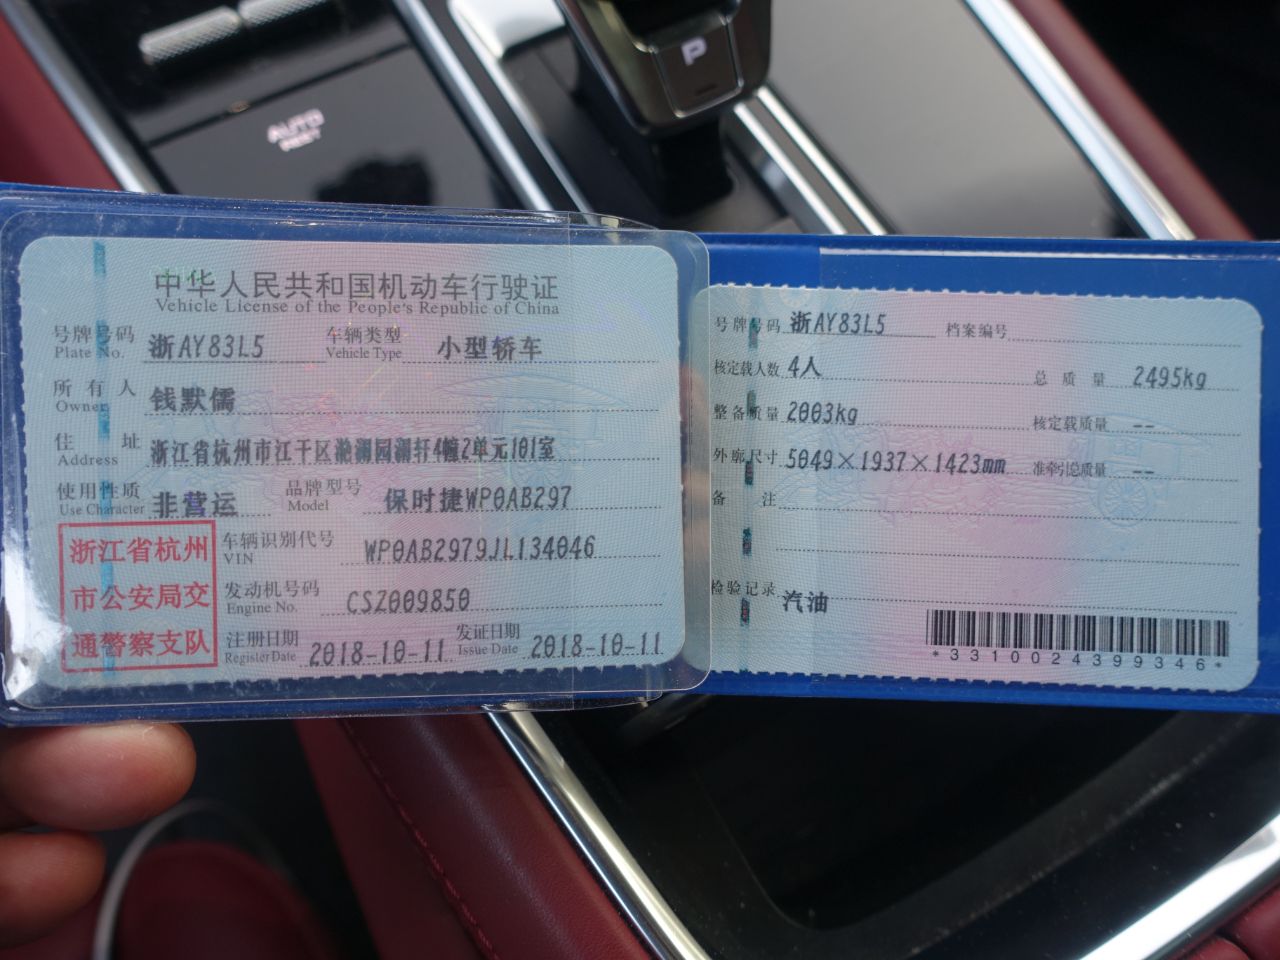 P
AUTO
中华人民共和国机动车行驶证
Vehicle License of the People's Republic of China
号牌号码 浙AY83L5 车辆类型 小型轿车
Plate No. Vehicle Type
所有人 钱默儒
Owner
住址 浙江省杭州市江干区滟澜园澜轩4幢2单元101室
Address
使用性质 非营运 品牌型号 保时捷WP0AB297
Use Character Model
浙江省杭州
市公安局交
通警察支队
车辆识别代号 WP0AB2979JL134046
VIN
发动机号码 CSZ009850
Engine No.
注册日期 2018-10-11 发证日期 2018-10-11
Register Date Issue Date
号牌号码 浙AY83L5 档案编号
核定载人数 4人 总质量 2495kg
整备质量 2003kg 核定载质量 --
外廓尺寸 5049×1937×1423mm 准牵引总质量 --
备注
检验记录 汽油
*3310024399346*